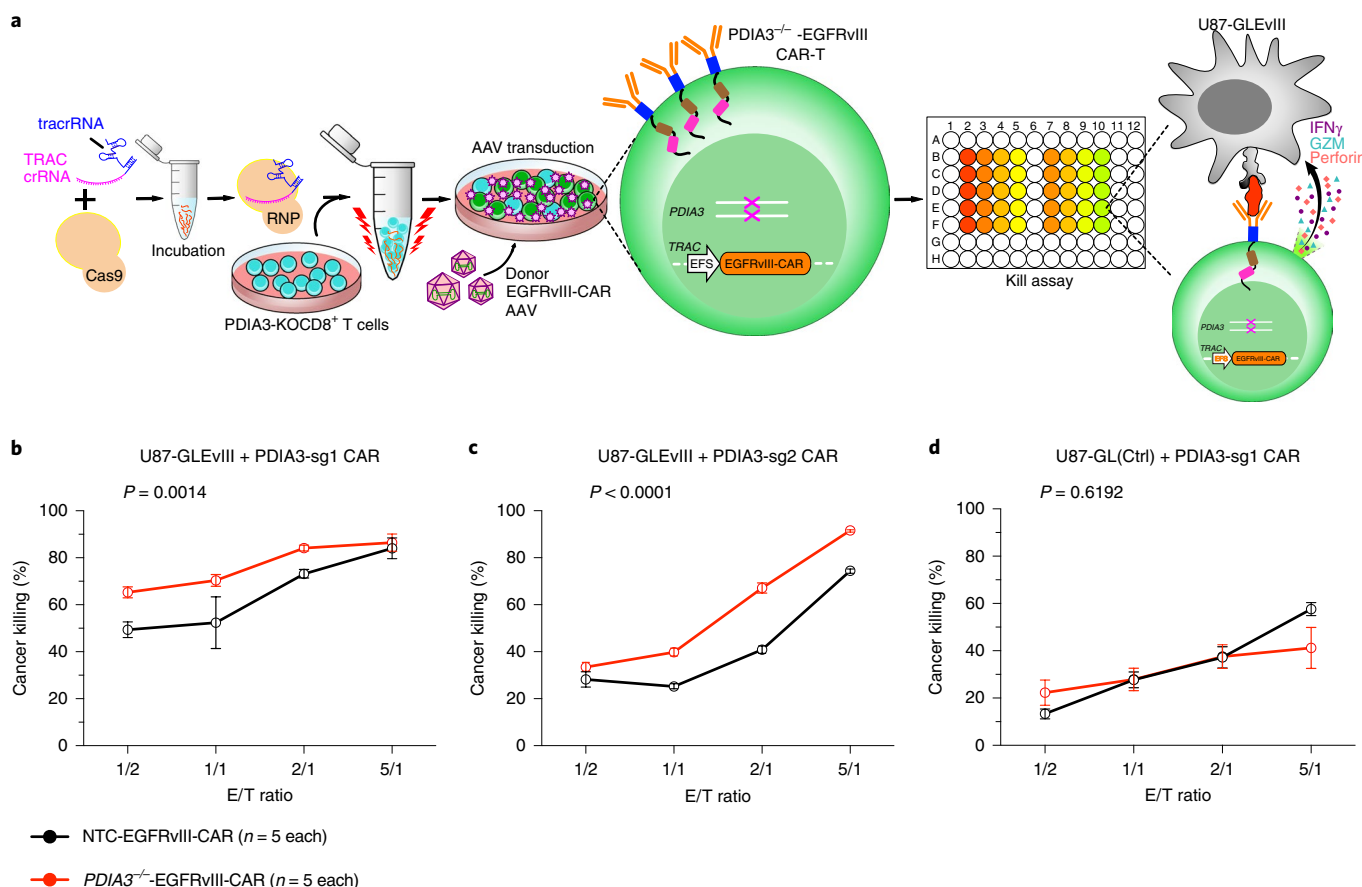 a
tracrRNA
TRAC
crRNA
Cas9
Incubation
RNP
PDIA3-KOCD8⁺ T cells
AAV transduction
Donor
EGFRvIII-CAR
AAV
PDIA3⁻/⁻ -EGFRvIII
CAR-T
PDIA3
TRAC
EFS EGFRvIII-CAR
1 2 3 4 5 6 7 8 9 10 11 12
A
B
C
D
E
F
G
H
Kill assay
U87-GLEvIII
IFNγ
GZM
Perforin
PDIA3
TRAC
EFS EGFRvIII-CAR
b
U87-GLEvIII + PDIA3-sg1 CAR
P = 0.0014
Cancer killing (%)
100
80
60
40
20
0
1/2 1/1 2/1 5/1
E/T ratio
c
U87-GLEvIII + PDIA3-sg2 CAR
P < 0.0001
Cancer killing (%)
100
80
60
40
20
0
1/2 1/1 2/1 5/1
E/T ratio
d
U87-GL(Ctrl) + PDIA3-sg1 CAR
P = 0.6192
Cancer killing (%)
100
80
60
40
20
0
1/2 1/1 2/1 5/1
E/T ratio
NTC-EGFRvIII-CAR (n = 5 each)
PDIA3⁻/⁻-EGFRvIII-CAR (n = 5 each)